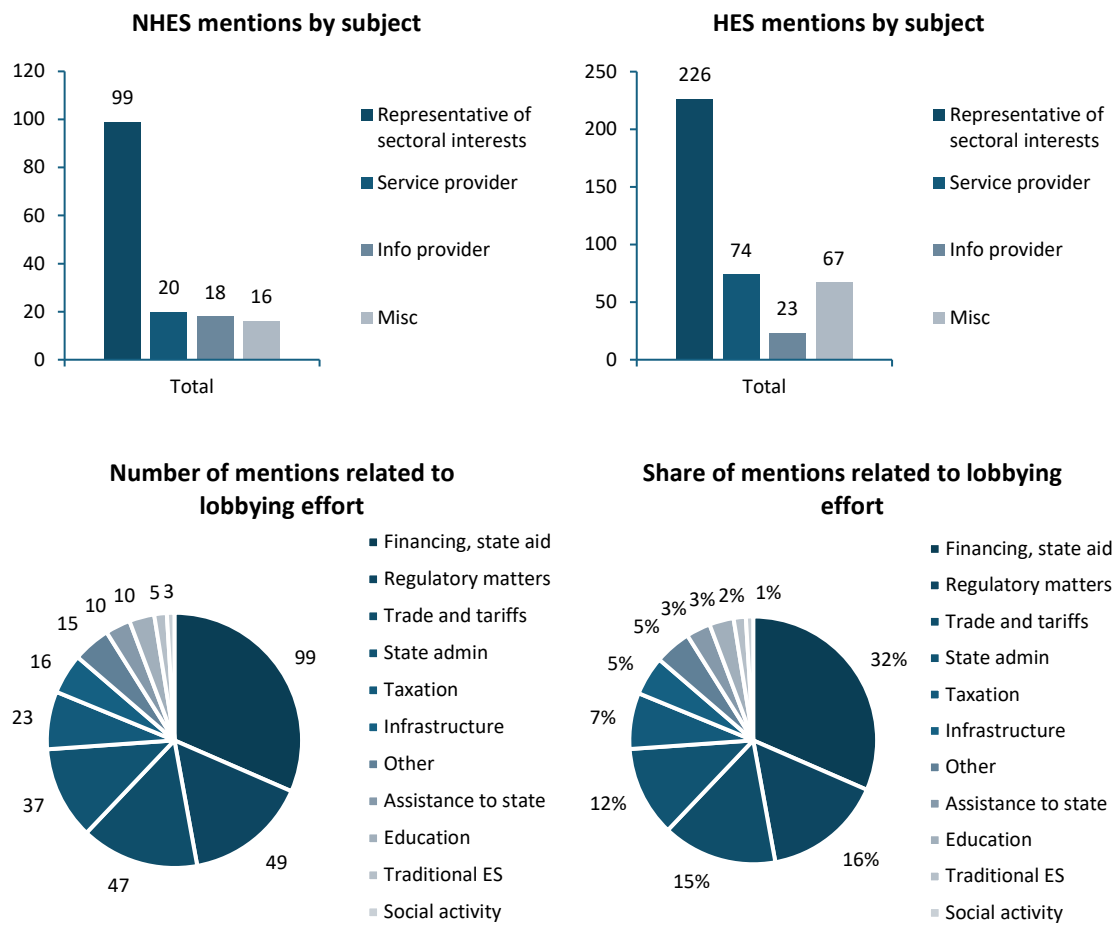 NHES mentions by subject
120
100
80
60
40
20
0
99
20
18
16
Total
Representative of
sectoral interests
Service provider
Info provider
Misc
HES mentions by subject
250
200
150
100
50
0
226
74
23
67
Total
Representative of
sectoral interests
Service provider
Info provider
Misc
Number of mentions related to
lobbying effort
99
49
47
37
23
16
15
10
10
5
3
Financing, state aid
Regulatory matters
Trade and tariffs
State admin
Taxation
Infrastructure
Other
Assistance to state
Education
Traditional ES
Social activity
Share of mentions related to lobbying
effort
32%
16%
15%
12%
7%
5%
5%
3%
3%
2%
1%
Financing, state aid
Regulatory matters
Trade and tariffs
State admin
Taxation
Infrastructure
Other
Assistance to state
Education
Traditional ES
Social activity